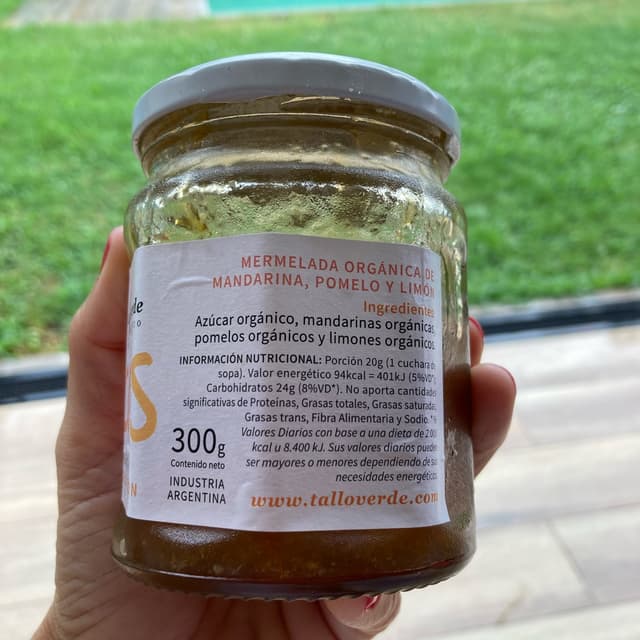 MERMELADA ORGÁNICA DE
MANDARINA, POMELO Y LIMÓN
Ingredientes
Azúcar orgánico, mandarinas orgánicas,
pomelos orgánicos y limones orgánicos.
INFORMACIÓN NUTRICIONAL: Porción 20g (1 cuchara de
sopa). Valor energético 94kcal = 401kJ (5%VD*).
Carbohidratos 24g (8%VD*). No aporta cantidades
significativas de Proteínas, Grasas totales, Grasas saturadas,
Grasas trans, Fibra Alimentaria y Sodio. *%
Valores Diarios con base a una dieta de 2.000
kcal u 8.400 kJ. Sus valores diarios pueden
ser mayores o menores dependiendo de sus
necesidades energéticas.
300g
Contenido neto
INDUSTRIA
ARGENTINA
www.talloverde.com